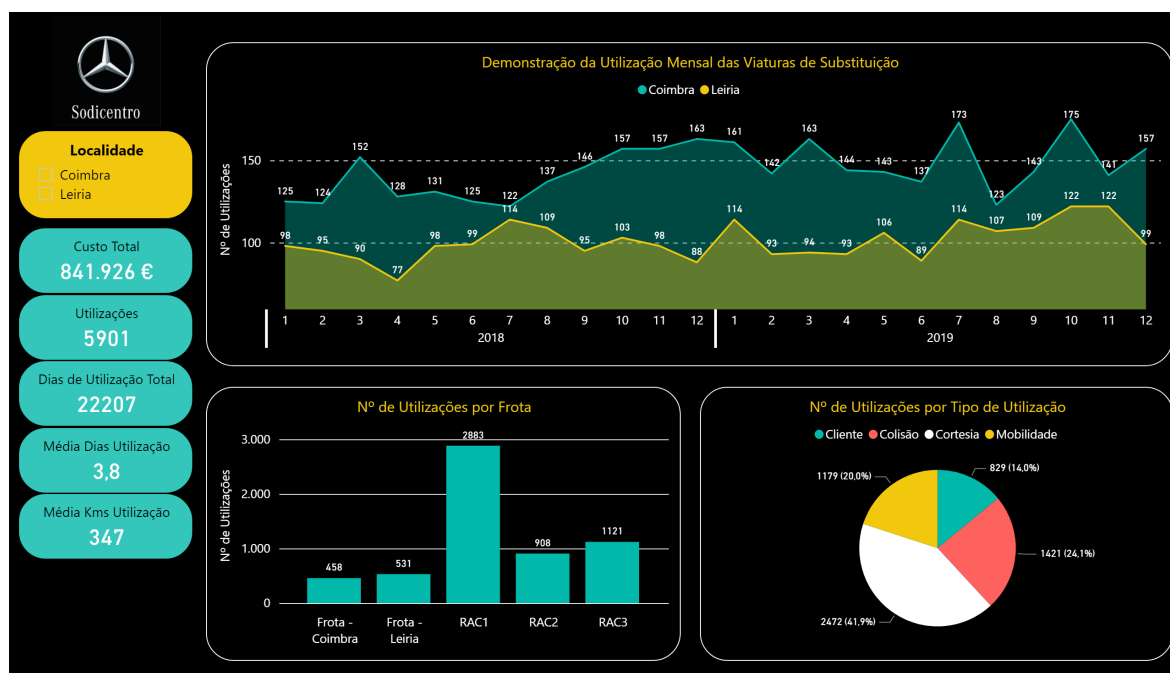 Sodicentro
Localidade
Coimbra
Leiria
Custo Total
841.926 €
Utilizações
5901
Dias de Utilização Total
22207
Média Dias Utilização
3,8
Média Kms Utilização
347
Demonstração da Utilização Mensal das Viaturas de Substituição
Coimbra Leiria
Nº de Utilizações
150
100
125 124 152 128 131 125 122 137 146 157 157 163 161 142 163 144 143 137 173 123 143 175 141 157
98 95 90 77 98 99 114 109 95 103 98 88 114 93 94 93 106 89 114 107 109 122 122 99
1 2 3 4 5 6 7 8 9 10 11 12 1 2 3 4 5 6 7 8 9 10 11 12
2018 2019
Nº de Utilizações por Frota
Nº de Utilizações
3.000
2.000
1.000
0
458 531 2883 908 1121
Frota - Frota - RAC1 RAC2 RAC3
Coimbra Leiria
Nº de Utilizações por Tipo de Utilização
Cliente Colisão Cortesia Mobilidade
829 (14,0%)
1421 (24,1%)
2472 (41,9%)
1179 (20,0%)